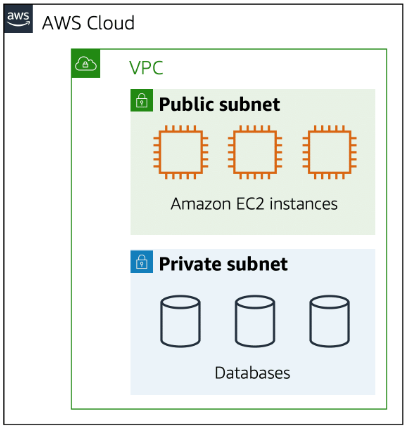 aws
AWS Cloud
VPC
Public subnet
Amazon EC2 instances
Private subnet
Databases